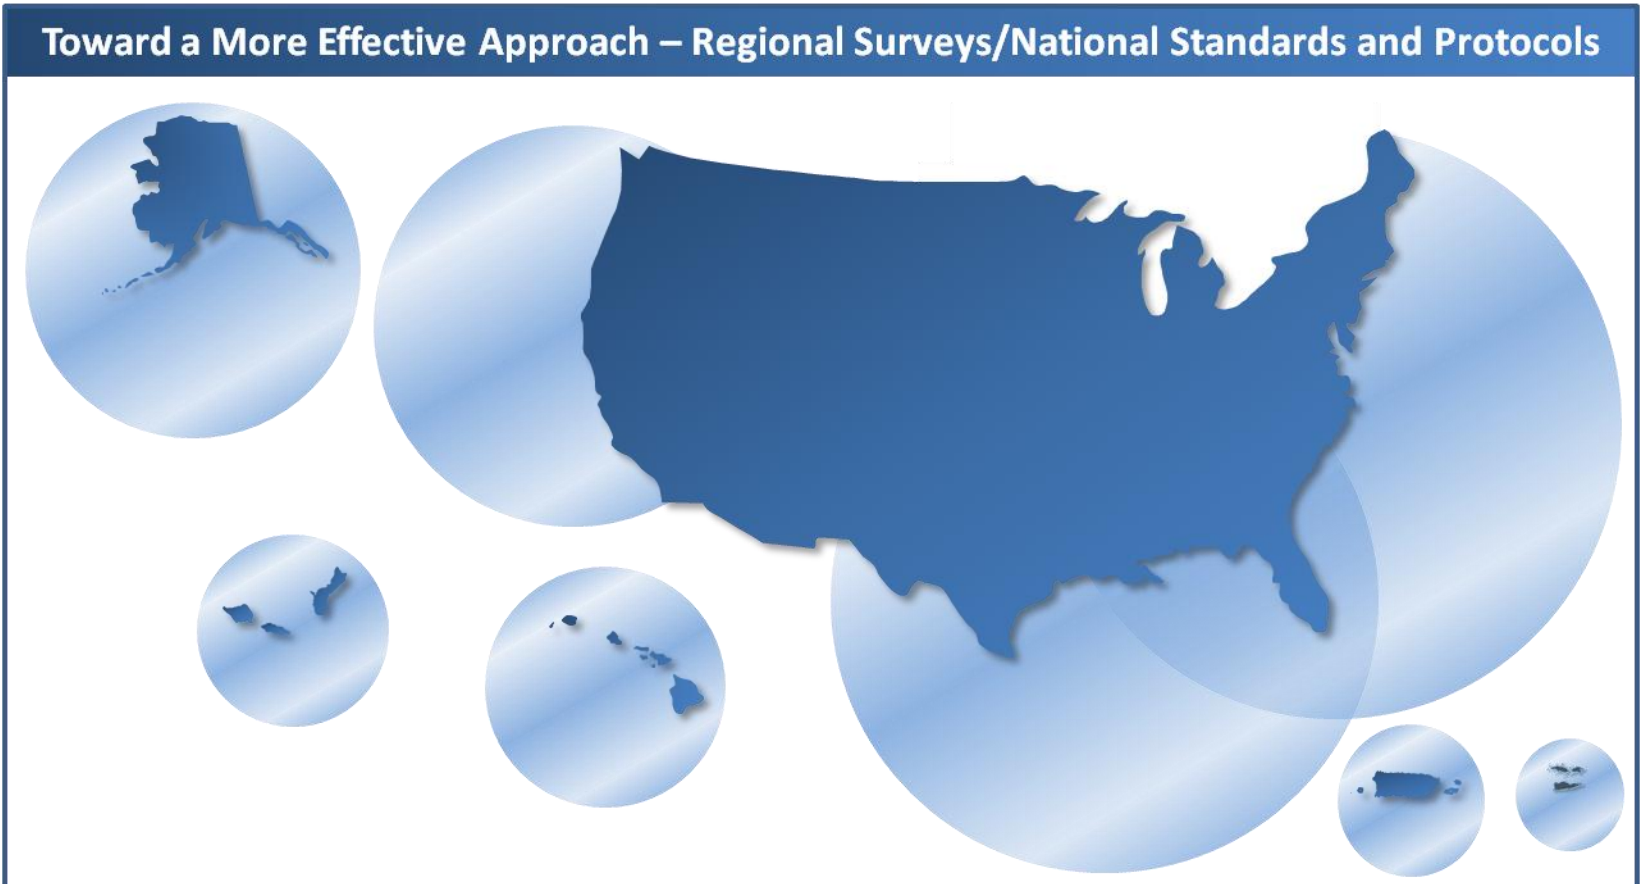 Toward a More Effective Approach – Regional Surveys/National Standards and Protocols